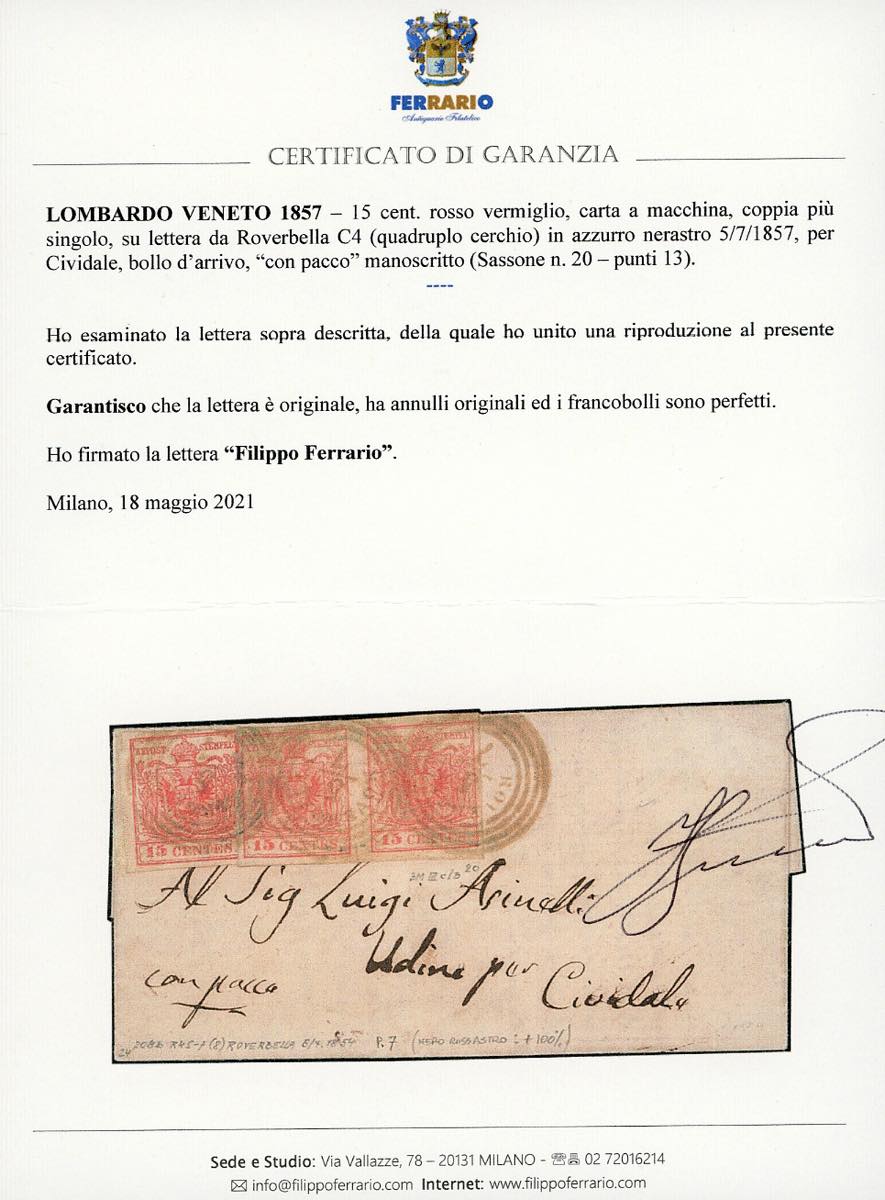 FERRARIO
Antiquario Filatelico
CERTIFICATO DI GARANZIA
LOMBARDO VENETO 1857 – 15 cent. rosso vermiglio, carta a macchina, coppia più
singolo, su lettera da Roverbella C4 (quadruplo cerchio) in azzurro nerastro 5/7/1857, per
Cividale, bollo d’arrivo, “con pacco” manoscritto (Sassone n. 20 – punti 13).
----
Ho esaminato la lettera sopra descritta, della quale ho unito una riproduzione al presente
certificato.
Garantisco che la lettera è originale, ha annulli originali ed i francobolli sono perfetti.
Ho firmato la lettera “Filippo Ferrario”.
Milano, 18 maggio 2021
STEMPEL
15 CENTES 15 CENTES 15 CENTES
Al Sig Luigi
Udine per Cividale
con pacco
ROVERBELLA
P. 7 (NERO ROSSASTRO : + 100%)
Sede e Studio: Via Vallazze, 78 – 20131 MILANO - 02 72016214
info@filippoferrario.com Internet: www.filippoferrario.com